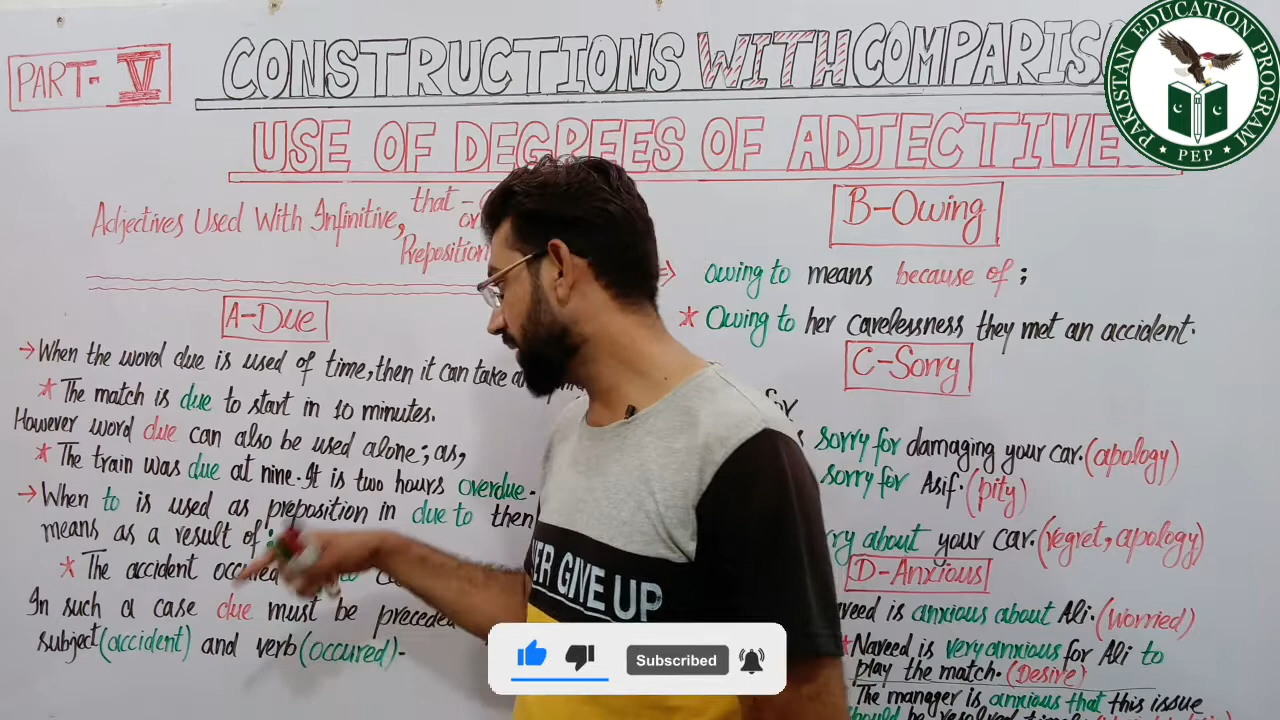 PART- V
CONSTRUCTIONS WITH COMPARIS
USE OF DEGREES OF ADJECTIVE
Adjectives Used With Infinitive, that -
or
Preposition
A-Due
→ When the word due is used of time, then it can take
* The match is due to start in 10 minutes.
However word due can also be used alone; as,
* The train was due at nine. It is two hours overdue.
→ When to is used as preposition in due to then
means as a result of;
* The accident occured
In such a case due must be preceded
subject (accident) and verb (occured).
B-Owing
⇒ owing to means because of ;
* Owing to her carelessness they met an accident.
C-Sorry
for
sorry for damaging your car. (apology)
sorry for Asif. (pity)
about your car. (regret, apology)
D-Anxious
is anxious about Ali. (Worried)
* Naveed is very anxious for Ali to
play the match. (Desire)
The manager is anxious that this issue
should be resolved
VER GIVE UP
PAKISTAN EDUCATION PROGRAM
• PEP •
Subscribed